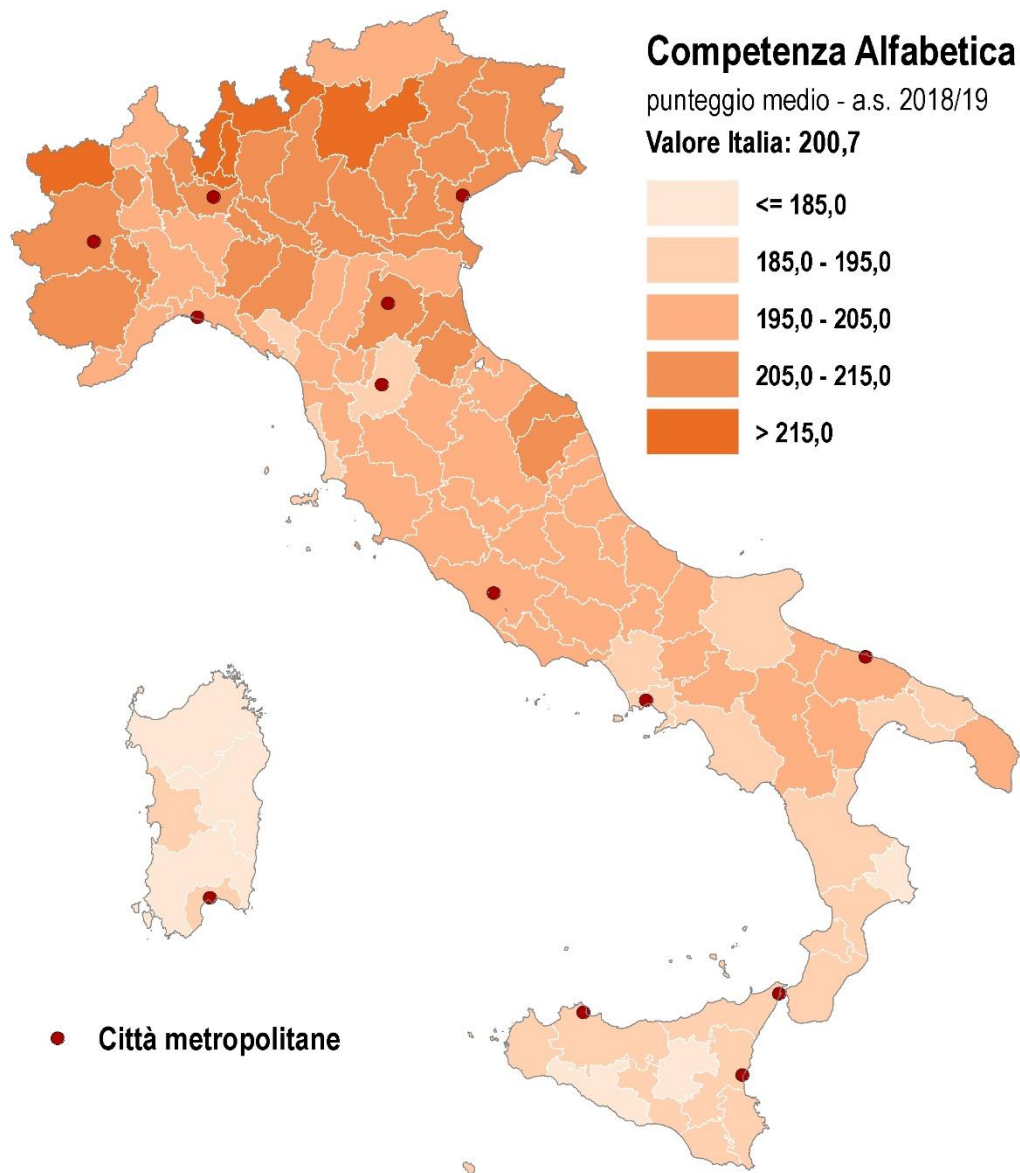 Competenza Alfabetica
punteggio medio - a.s. 2018/19
Valore Italia: 200,7
<= 185,0
185,0 - 195,0
195,0 - 205,0
205,0 - 215,0
> 215,0
Città metropolitane